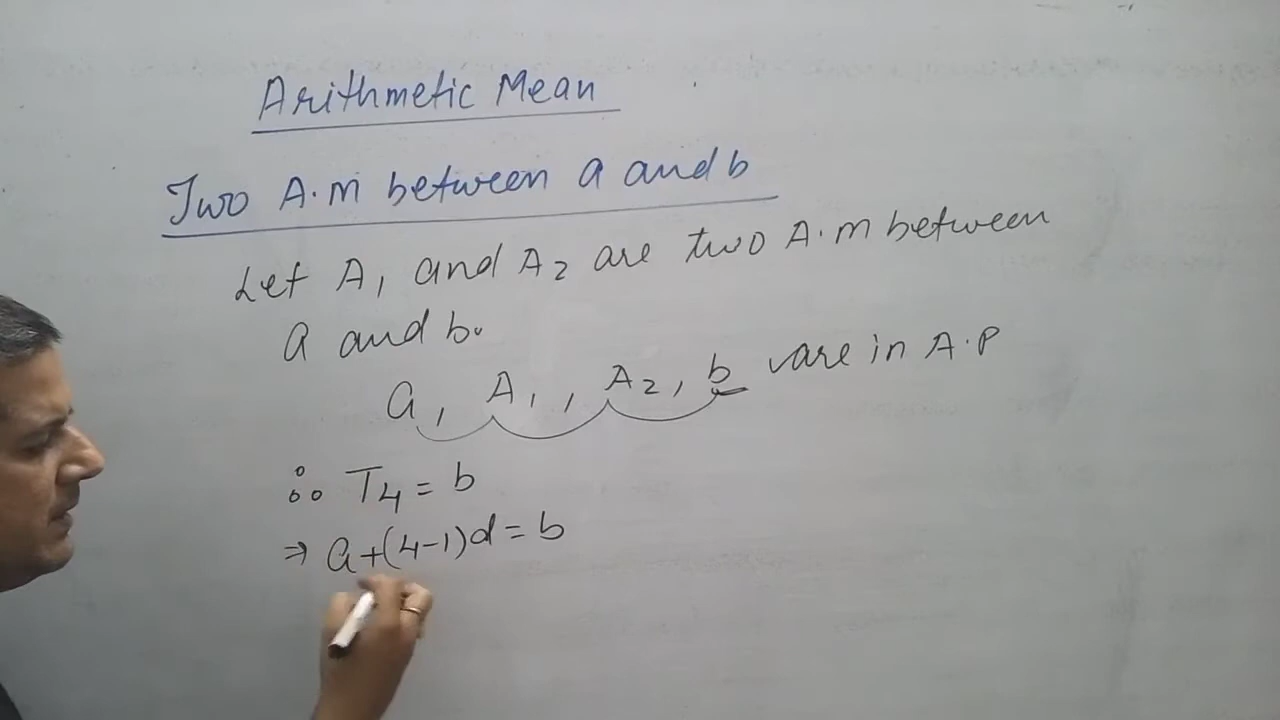 Arithmetic Mean
Two A.M between a and b
Let A₁ and A₂ are two A.M between
a and b.
a, A₁, , A₂, b are in A.P
∴ T₄ = b
⇒ a+(4-1)d = b